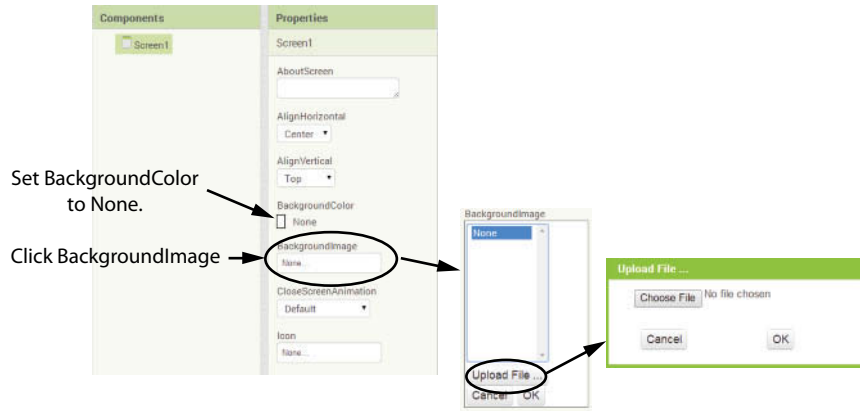 Components
Properties
Screen1
Screen1
AboutScreen
AlignHorizontal
Center
AlignVertical
Top
Set BackgroundColor
to None.
BackgroundColor
None
Click BackgroundImage
BackgroundImage
None...
CloseScreenAnimation
Default
Icon
None...
BackgroundImage
None
Upload File ...
Cancel OK
Upload File ...
Choose File No file chosen
Cancel OK